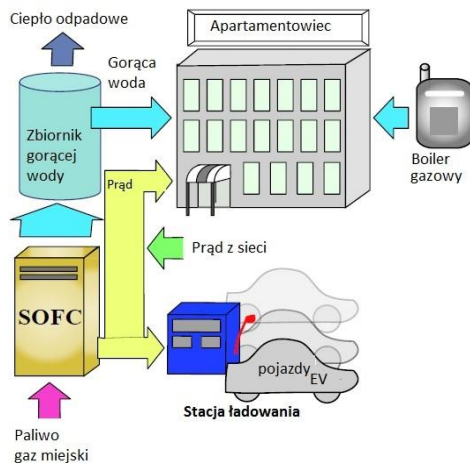 Ciepło odpadowe
Apartamentowiec
Gorąca
woda
Zbiornik
gorącej
wody
Prąd
Boiler
gazowy
Prąd z sieci
SOFC
pojazdy EV
Stacja ładowania
Paliwo
gaz miejski